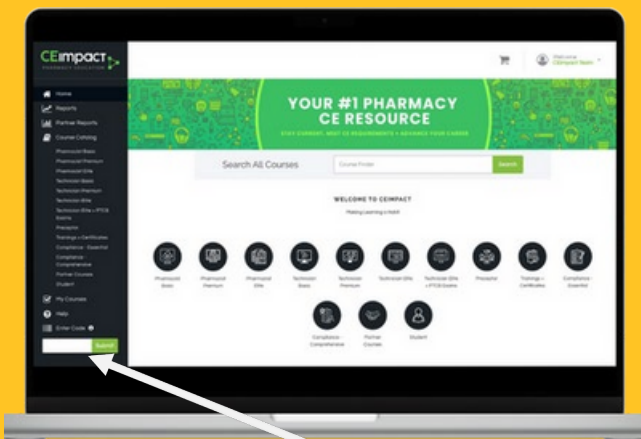 CEimpact
PHARMACY EDUCATION
Home
Reports
Partner Reports
Course Catalog
Pharmacist Basic
Pharmacist Premium
Pharmacist Elite
Technician Basic
Technician Premium
Technician Elite
Technician Elite + PTCB
Exams
Preceptor
Trainings + Certificates
Compliance - Essential
Compliance -
Comprehensive
Partner Courses
Student
My Courses
Help
Enter Code
Submit
Welcome
CEimpact Team
YOUR #1 PHARMACY
CE RESOURCE
STAY CURRENT, MEET CE REQUIREMENTS + ADVANCE YOUR CAREER
Search All Courses
Course Finder
Search
WELCOME TO CEIMPACT
Making Learning a Habit!
Pharmacist
Basic
Pharmacist
Premium
Pharmacist
Elite
Technician
Basic
Technician
Premium
Technician Elite
Technician Elite
+ PTCB Exams
Preceptor
Trainings +
Certificates
Compliance -
Essential
Compliance -
Comprehensive
Partner
Courses
Student